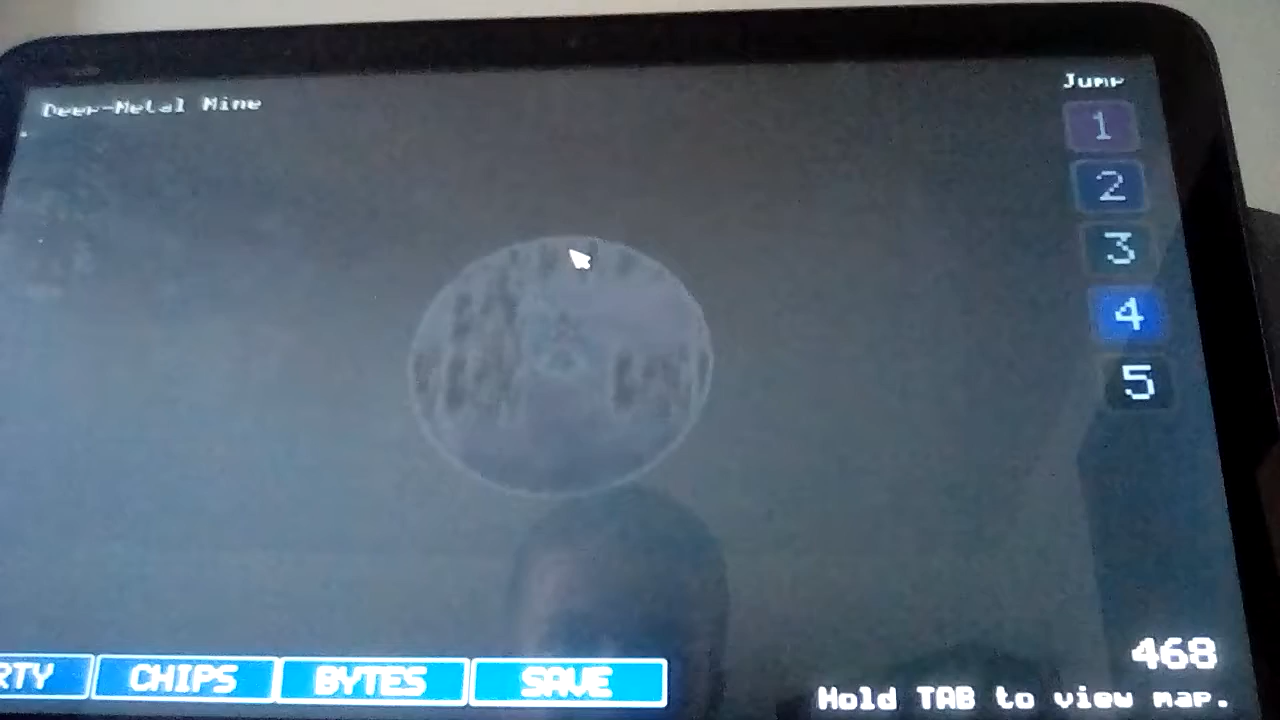 Deep-Metal Mine
Jump
1
2
3
4
5
468
RTY CHIPS BYTES SAVE
Hold TAB to view map.